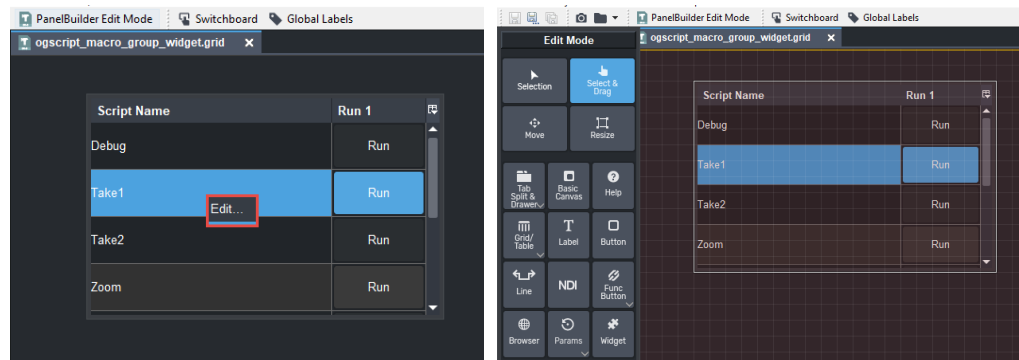 PanelBuilder Edit Mode Switchboard Global Labels
ogscript_macro_group_widget.grid X
Script Name Run 1
Debug Run
Take1 Run
Edit...
Take2 Run
Zoom Run
PanelBuilder Edit Mode Switchboard Global Labels
Edit Mode
ogscript_macro_group_widget.grid X
Selection
Select &
Drag
Move
Resize
Tab
Split &
Drawer
Basic
Canvas
Help
Grid/
Table
T
Label
Button
Line
NDI
Func
Button
Browser
Params
Widget
Script Name Run 1
Debug Run
Take1 Run
Take2 Run
Zoom Run